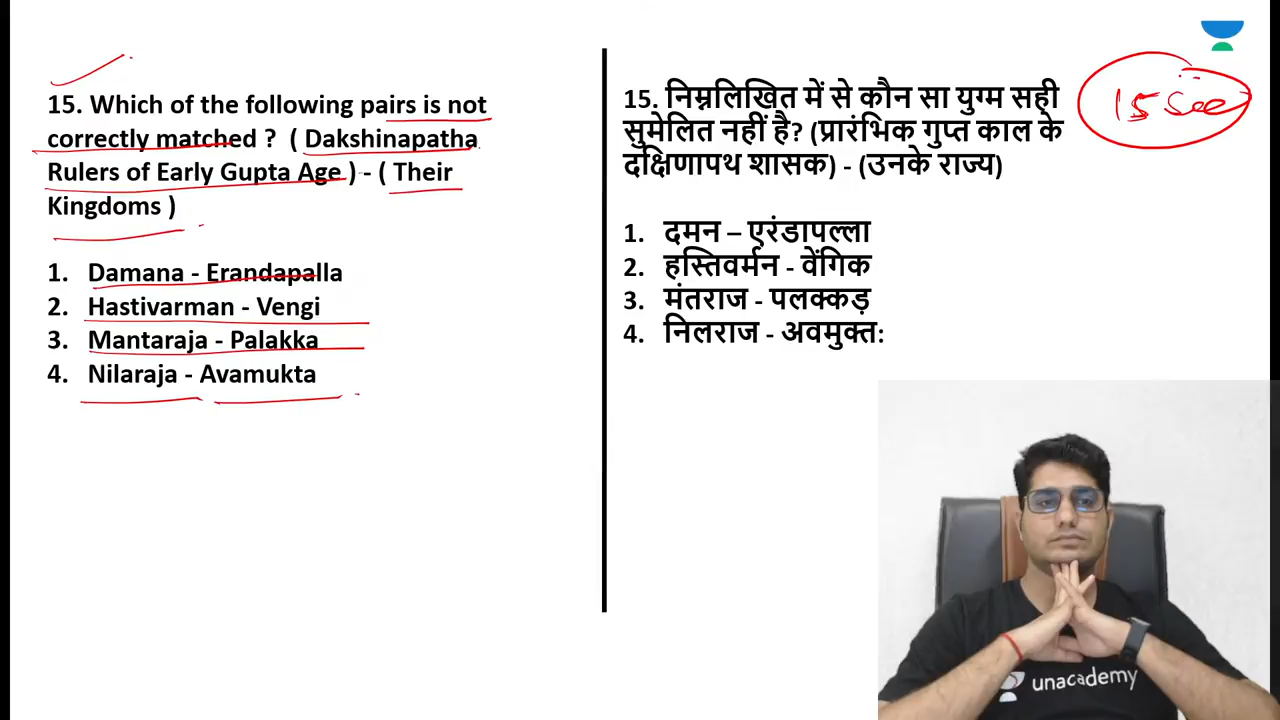 15. Which of the following pairs is not
correctly matched ? ( Dakshinapatha
Rulers of Early Gupta Age ) - ( Their
Kingdoms )
1. Damana - Erandapalla
2. Hastivarman - Vengi
3. Mantaraja - Palakka
4. Nilaraja - Avamukta
15. निम्नलिखित में से कौन सा युग्म सही
सुमेलित नहीं है? (प्रारंभिक गुप्त काल के
दक्षिणापथ शासक) - (उनके राज्य)
1. दमन – एरंडापल्ला
2. हस्तिवर्मन - वेंगिक
3. मंतराज - पलक्कड़
4. निलराज - अवमुक्त:
15 Sec
unacademy